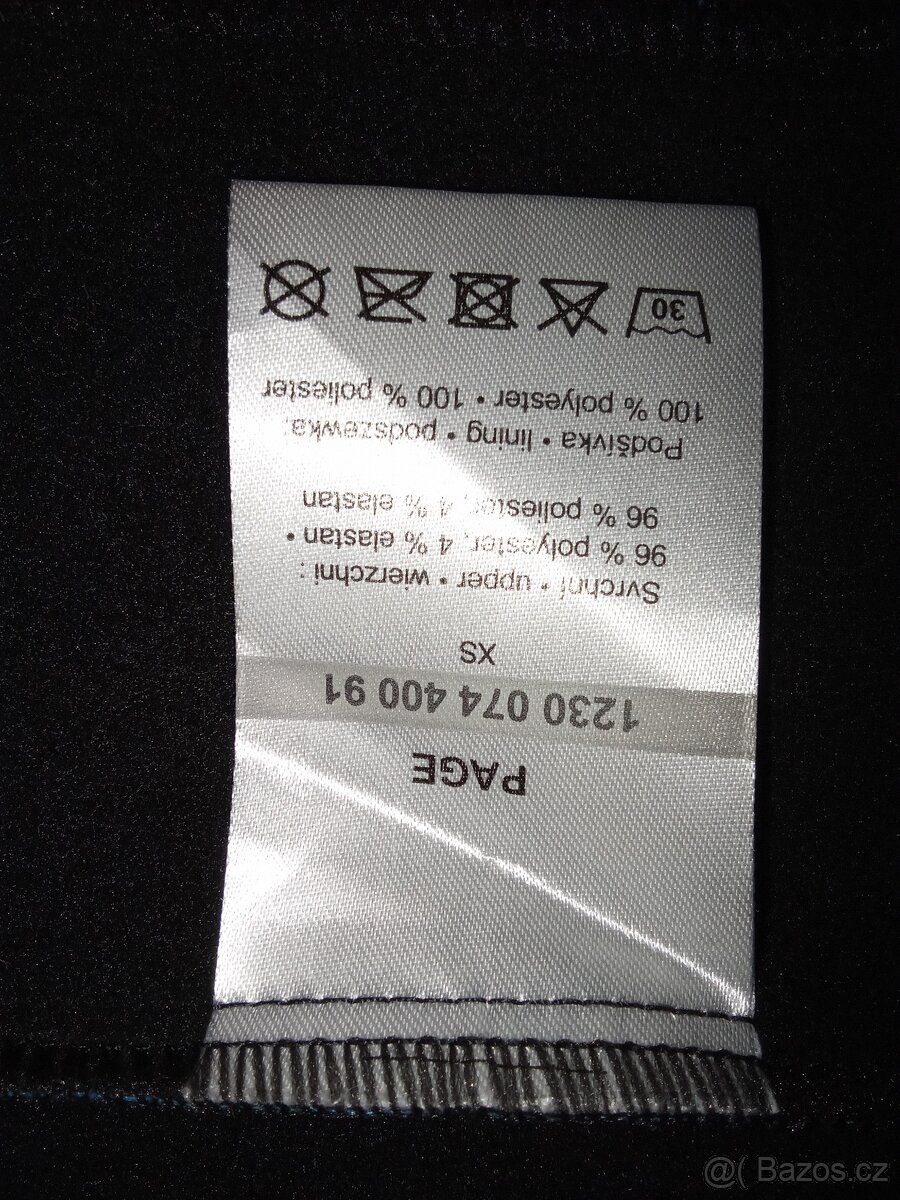 PAGE
1230 074 400 91
XS
Svrchní • upper • wierzchni :
96 % polyester, 4 % elastan •
96 % poliester, 4 % elastan
Podšívka • lining • podszewka:
100 % polyester • 100 % poliester
30
@( Bazos.cz